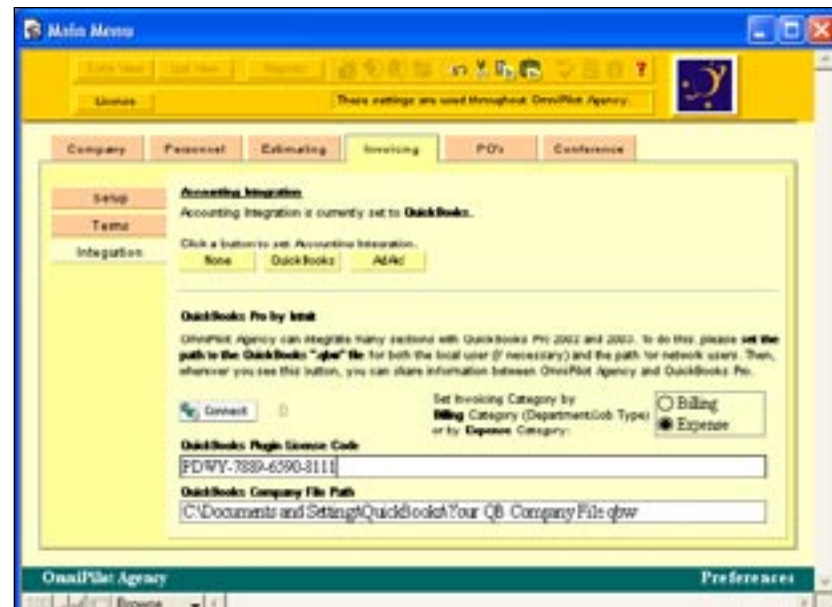 Main Menu
License
These settings are used throughout OmniPilot Agency.
Company Personnel Estimating Invoicing PO's Conference
Setup
Terms
Integration
Accounting Integration
Accounting Integration is currently set to QuickBooks.
Click a button to set Accounting Integration.
None QuickBooks AdAid
QuickBooks Pro by Intuit
OmniPilot Agency can integrate many sections with QuickBooks Pro 2002 and 2003. To do this, please set the
path to the QuickBooks ".qbw" file for both the local user (if necessary) and the path for network users. Then,
wherever you see this button, you can share information between OmniPilot Agency and QuickBooks Pro.
Connect
Set Invoicing Category by
Billing Category (Department/Job Type)
or by Expense Category:
Billing
Expense
QuickBooks Plugin License Code
PDWY-7889-6590-8111
QuickBooks Company File Path
C:\Documents and Settings\QuickBooks\Your QB Company File.qbw
OmniPilot Agency Preferences
Browse